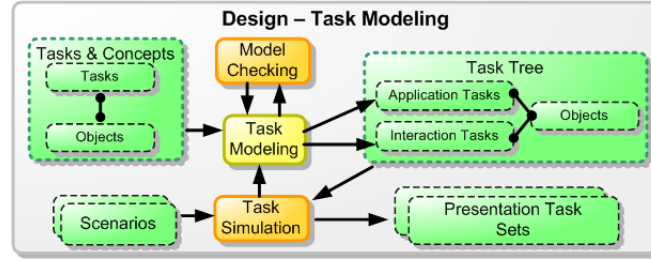 Design – Task Modeling
Tasks & Concepts
Tasks
Objects
Model
Checking
Task
Modeling
Task Tree
Application Tasks
Interaction Tasks
Objects
Scenarios
Task
Simulation
Presentation Task
Sets